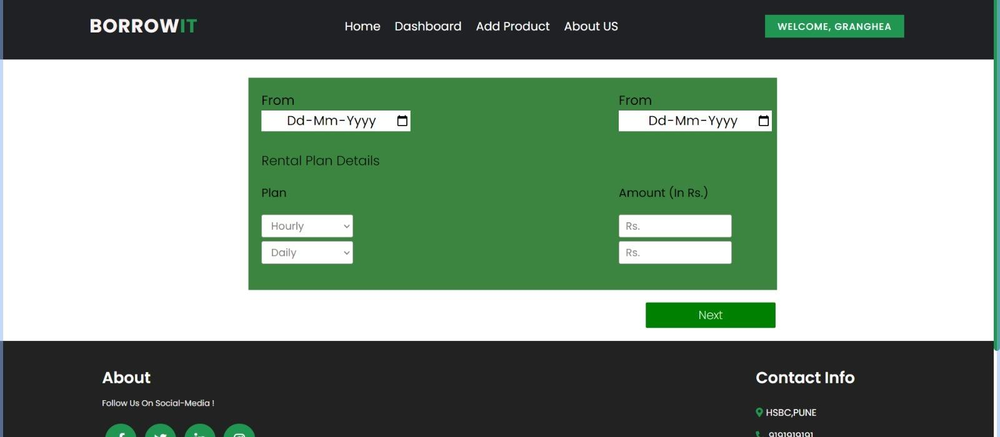 BORROWIT Home Dashboard Add Product About US WELCOME, GRANGHEA
From From
Dd-Mm-Yyyy Dd-Mm-Yyyy
Rental Plan Details
Plan Amount (In Rs.)
Hourly Rs.
Daily Rs.
Next
About Contact Info
Follow Us On Social-Media !
HSBC,PUNE
9191919191